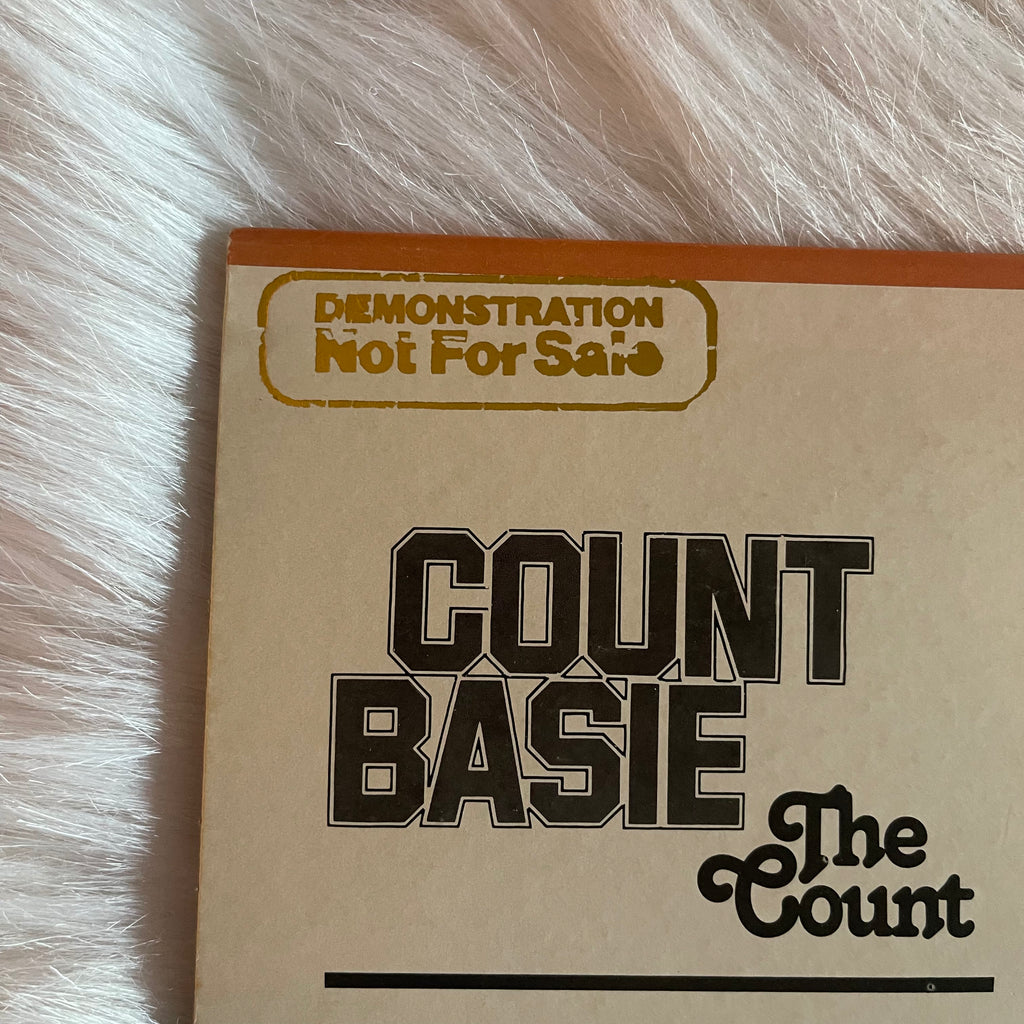 DEMONSTRATION
Not For Sale
COUNT
BASIE
The
Count